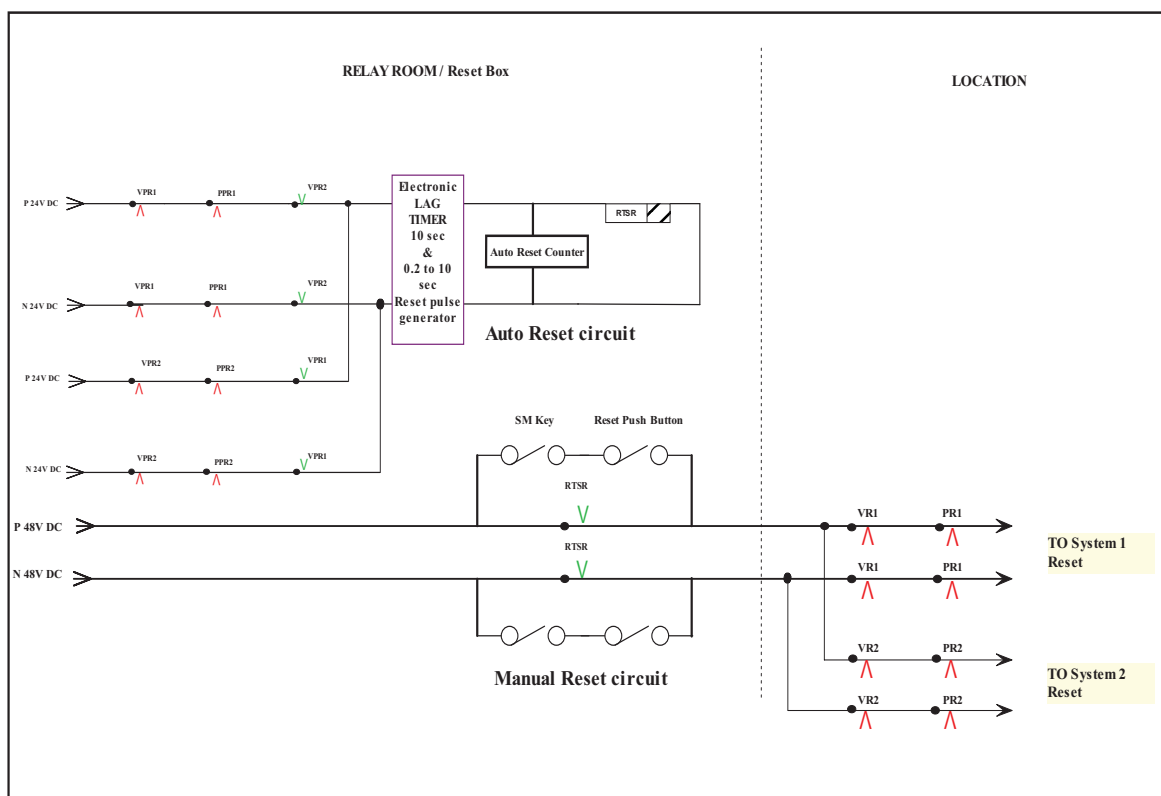 RELAY ROOM / Reset Box
LOCATION
VPR1 PPR1 VPR2
P 24V DC
Electronic
LAG
TIMER
10 sec
&
0.2 to 10
sec
Reset pulse
generator
RTSR
Auto Reset Counter
VPR1 PPR1 VPR2
N 24V DC
Auto Reset circuit
VPR2 PPR2 VPR1
P 24V DC
SM Key Reset Push Button
VPR2 PPR2 VPR1
N 24V DC
RTSR
P 48V DC
VR1 PR1
TO System 1
Reset
RTSR
N 48V DC
VR1 PR1
VR2 PR2
Manual Reset circuit
TO System 2
Reset
VR2 PR2